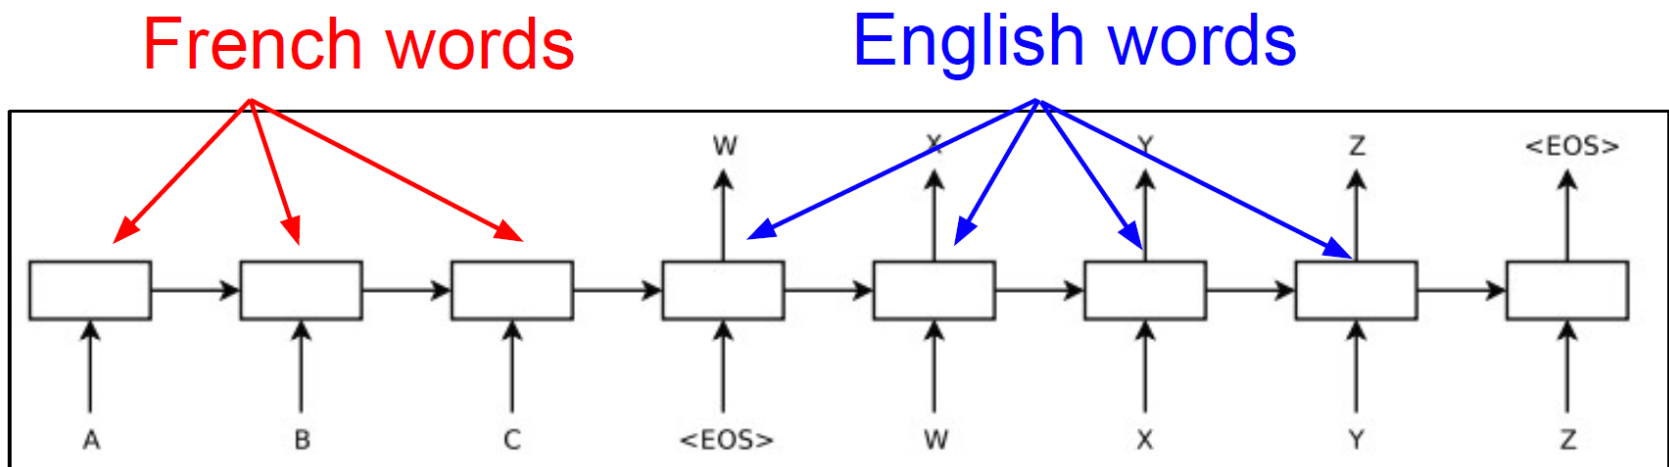 French words English words
W X Y Z <EOS>
A B C <EOS> W X Y Z